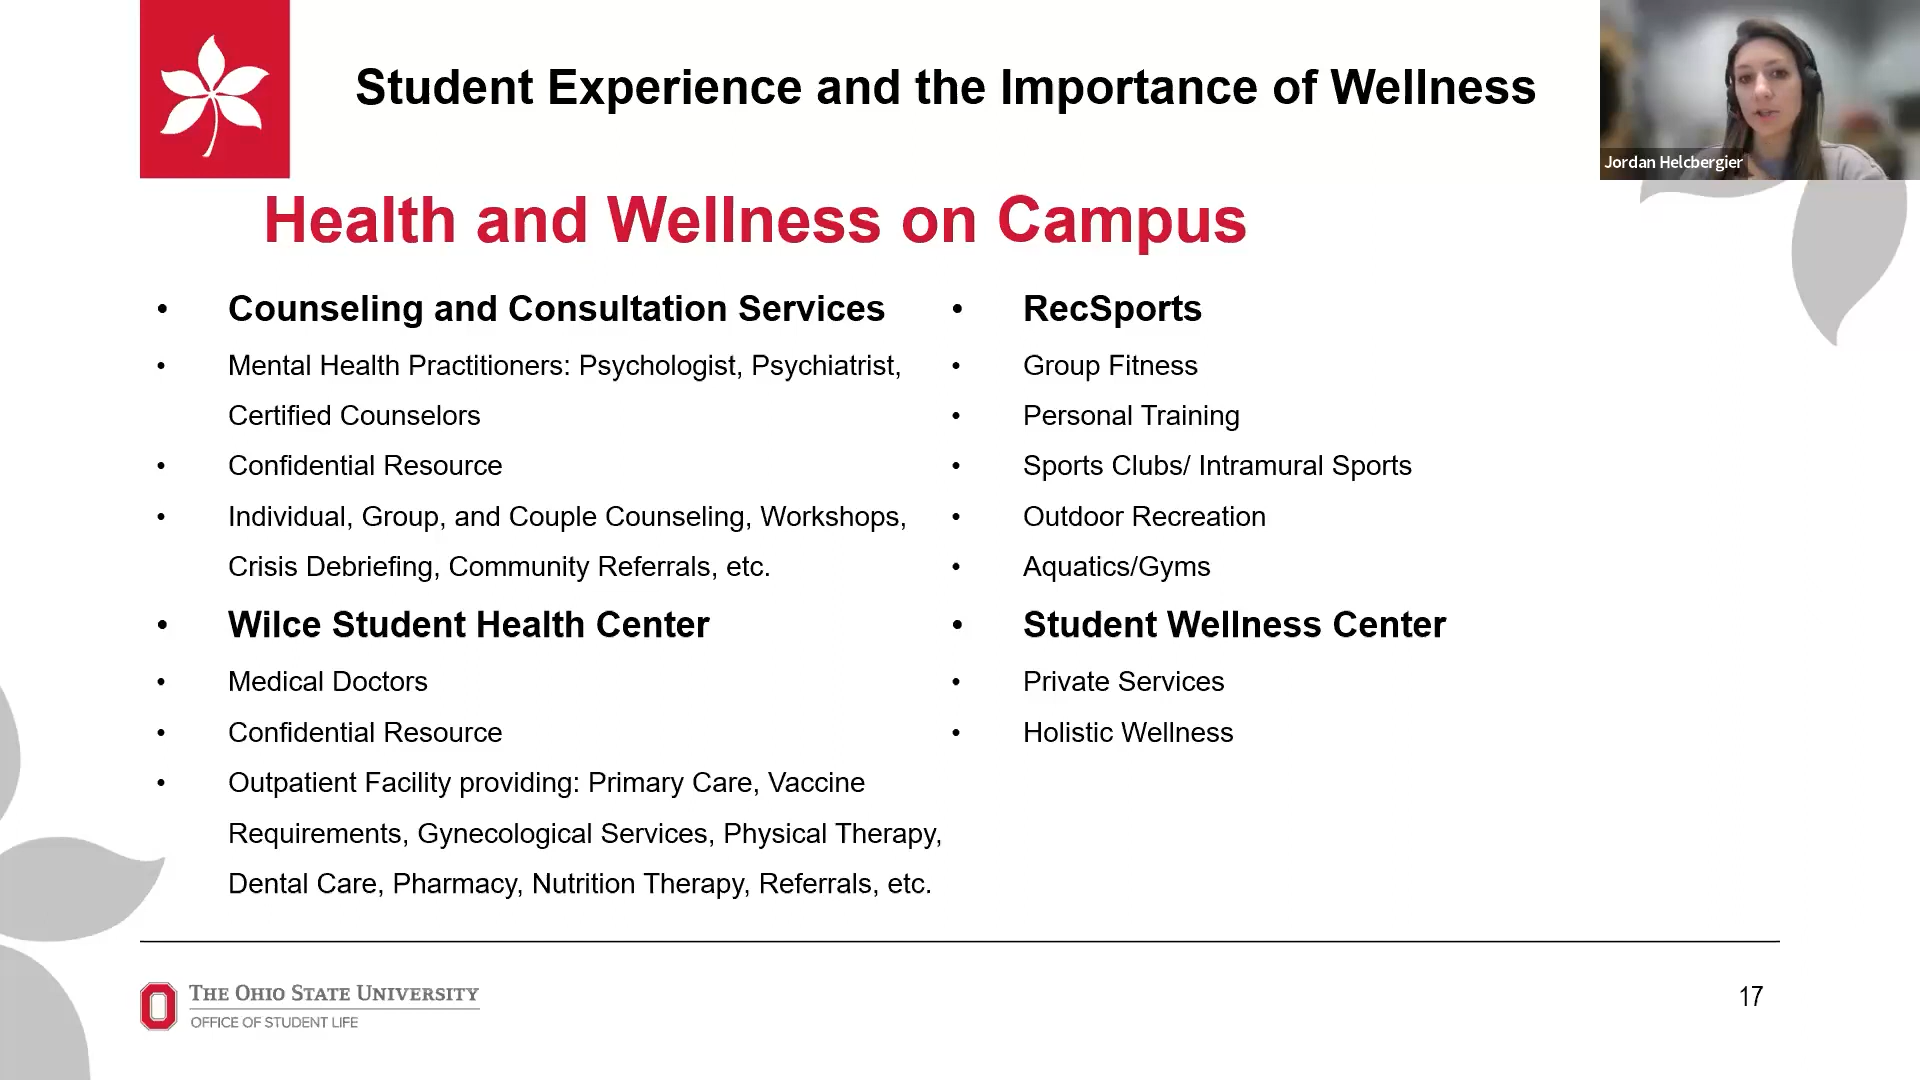 Student Experience and the Importance of Wellness
Jordan Helcbergier
Health and Wellness on Campus
• Counseling and Consultation Services
• Mental Health Practitioners: Psychologist, Psychiatrist,
Certified Counselors
• Confidential Resource
• Individual, Group, and Couple Counseling, Workshops,
Crisis Debriefing, Community Referrals, etc.
• Wilce Student Health Center
• Medical Doctors
• Confidential Resource
• Outpatient Facility providing: Primary Care, Vaccine
Requirements, Gynecological Services, Physical Therapy,
Dental Care, Pharmacy, Nutrition Therapy, Referrals, etc.
• RecSports
• Group Fitness
• Personal Training
• Sports Clubs/ Intramural Sports
• Outdoor Recreation
• Aquatics/Gyms
• Student Wellness Center
• Private Services
• Holistic Wellness
THE OHIO STATE UNIVERSITY
OFFICE OF STUDENT LIFE
17